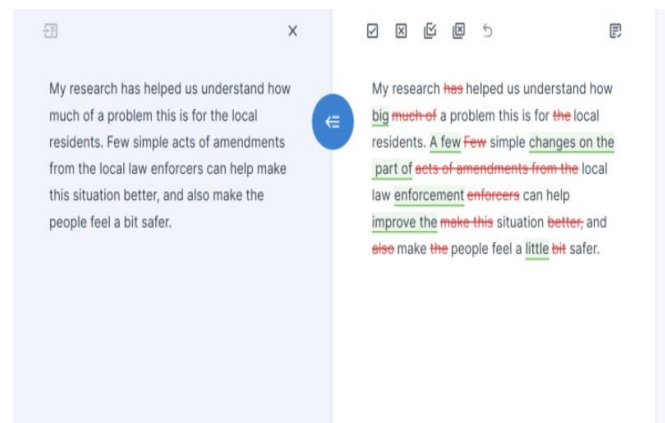 My research has helped us understand how
much of a problem this is for the local
residents. Few simple acts of amendments
from the local law enforcers can help make
this situation better, and also make the
people feel a bit safer.
My research has helped us understand how
big much of a problem this is for the local
residents. A few Few simple changes on the
part of acts of amendments from the local
law enforcement enforcers can help
improve the make this situation better, and
also make the people feel a little bit safer.